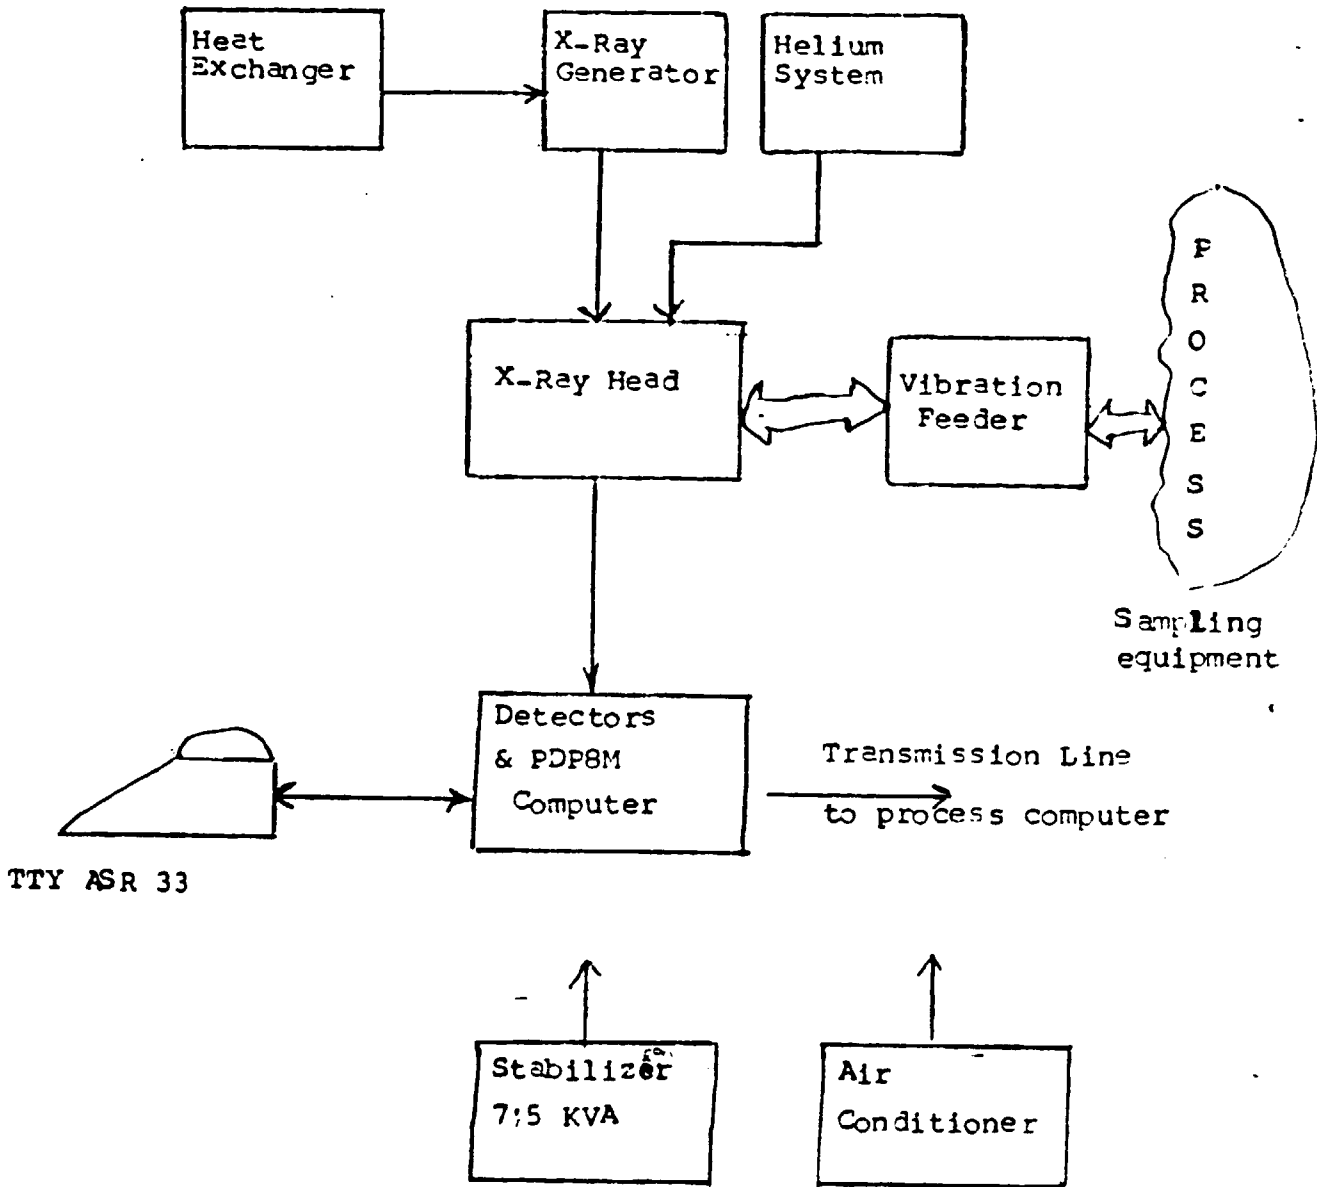 Heat
Exchanger
X-Ray
Generator
Helium
System
X-Ray Head
Vibration
Feeder
P
R
O
C
E
S
S
Sampling
equipment
Detectors
& PDP8M
Computer
Transmission Line
to process computer
TTY ASR 33
Stabilizer
7;5 KVA
Air
Conditioner